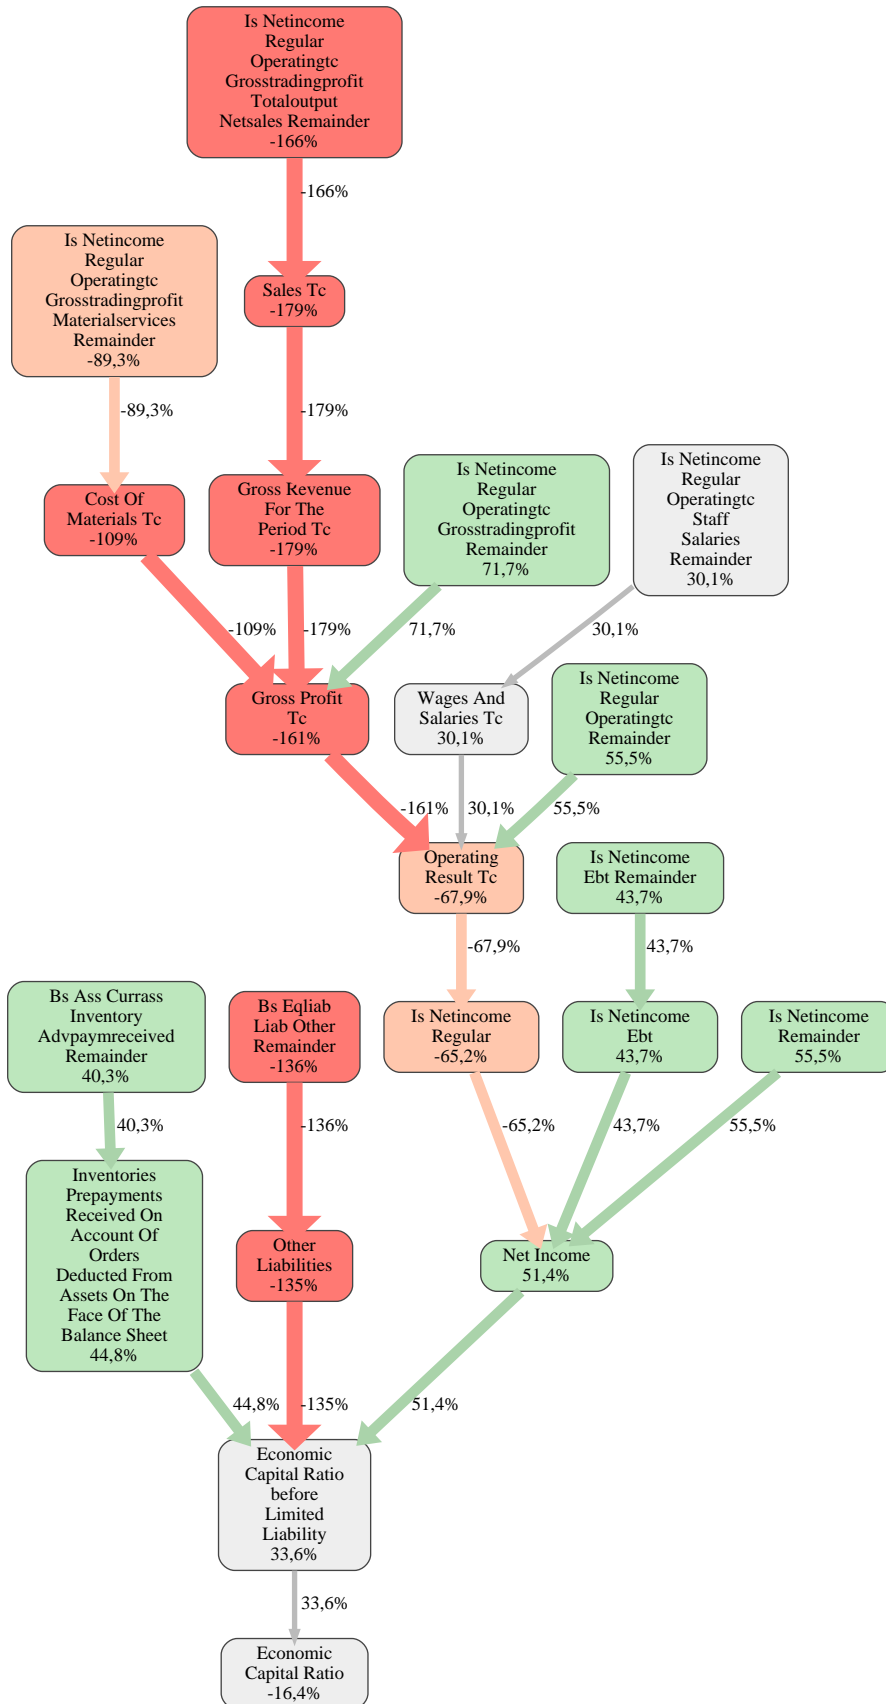 Is Netincome
Regular
Operatingtc
Grosstradingprofit
Totaloutput
Netsales Remainder
-166%
-166%
Is Netincome
Regular
Operatingtc
Grosstradingprofit
Materialservices
Remainder
-89,3%
Sales Tc
-179%
-89,3%
-179%
Cost Of
Materials Tc
-109%
Gross Revenue
For The
Period Tc
-179%
Is Netincome
Regular
Operatingtc
Grosstradingprofit
Remainder
71,7%
Is Netincome
Regular
Operatingtc
Staff
Salaries
Remainder
30,1%
-109%
-179%
71,7%
30,1%
Gross Profit
Tc
-161%
Wages And
Salaries Tc
30,1%
Is Netincome
Regular
Operatingtc
Remainder
55,5%
-161%
30,1%
55,5%
Operating
Result Tc
-67,9%
Is Netincome
Ebt Remainder
43,7%
-67,9%
43,7%
Bs Ass Currass
Inventory
Advpaymreceived
Remainder
40,3%
Bs Eqliab
Liab Other
Remainder
-136%
Is Netincome
Regular
-65,2%
Is Netincome
Ebt
43,7%
Is Netincome
Remainder
55,5%
40,3%
-136%
-65,2%
43,7%
55,5%
Inventories
Prepayments
Received On
Account Of
Orders
Deducted From
Assets On The
Face Of The
Balance Sheet
44,8%
Other
Liabilities
-135%
Net Income
51,4%
44,8%
-135%
51,4%
Economic
Capital Ratio
before
Limited
Liability
33,6%
33,6%
Economic
Capital Ratio
-16,4%